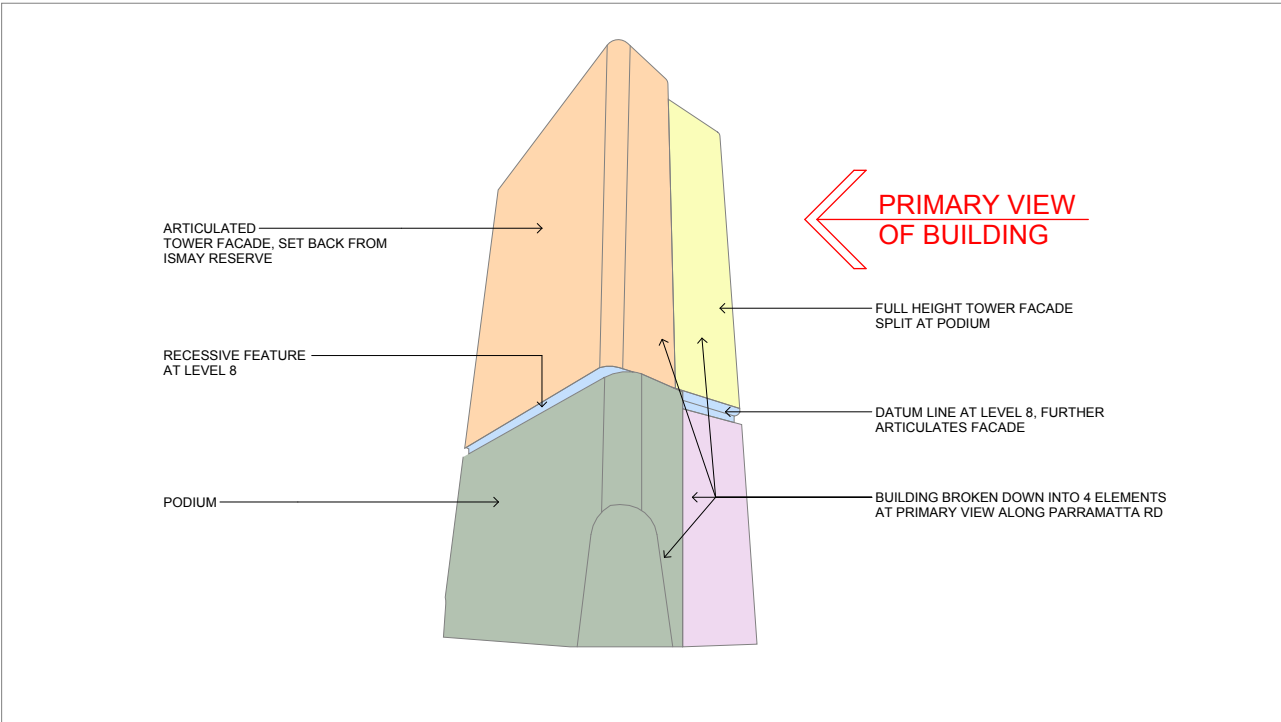 ARTICULATED
TOWER FACADE, SET BACK FROM
ISMAY RESERVE
RECESSIVE FEATURE
AT LEVEL 8
PODIUM
PRIMARY VIEW
OF BUILDING
FULL HEIGHT TOWER FACADE
SPLIT AT PODIUM
DATUM LINE AT LEVEL 8, FURTHER
ARTICULATES FACADE
BUILDING BROKEN DOWN INTO 4 ELEMENTS
AT PRIMARY VIEW ALONG PARRAMATTA RD